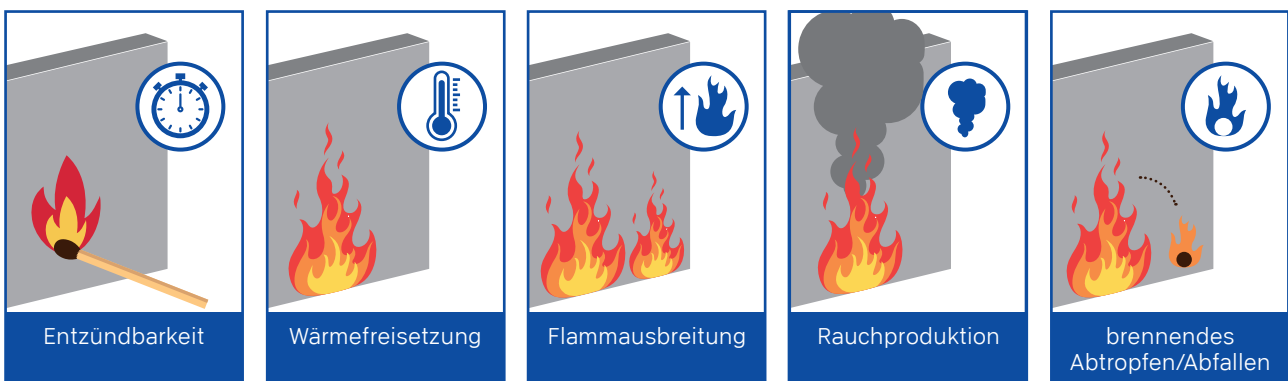 Entzündbarkeit
Wärmefreisetzung
Flammausbreitung
Rauchproduktion
brennendes
Abtropfen/Abfallen